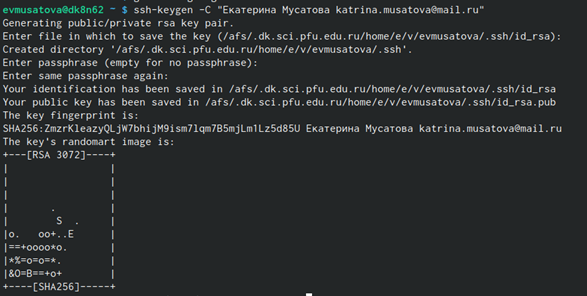 evmusatova@dk8n62 ~ $ ssh-keygen -C "Екатерина Мусатова katrina.musatova@mail.ru"
Generating public/private rsa key pair.
Enter file in which to save the key (/afs/.dk.sci.pfu.edu.ru/home/e/v/evmusatova/.ssh/id_rsa):
Created directory '/afs/.dk.sci.pfu.edu.ru/home/e/v/evmusatova/.ssh'.
Enter passphrase (empty for no passphrase):
Enter same passphrase again:
Your identification has been saved in /afs/.dk.sci.pfu.edu.ru/home/e/v/evmusatova/.ssh/id_rsa
Your public key has been saved in /afs/.dk.sci.pfu.edu.ru/home/e/v/evmusatova/.ssh/id_rsa.pub
The key fingerprint is:
SHA256:ZmzrKleazyQLjW7bhijM9ism7lqm7B5mjLm1Lz5d85U Екатерина Мусатова katrina.musatova@mail.ru
The key's randomart image is:
+---[RSA 3072]----+
|                 |
|                 |
|                 |
|       .         |
|        S  .     |
|o.   oo+..E      |
|==+oooo*o.       |
|*%=o=o=*.        |
|&O=B==+o+        |
+----[SHA256]-----+